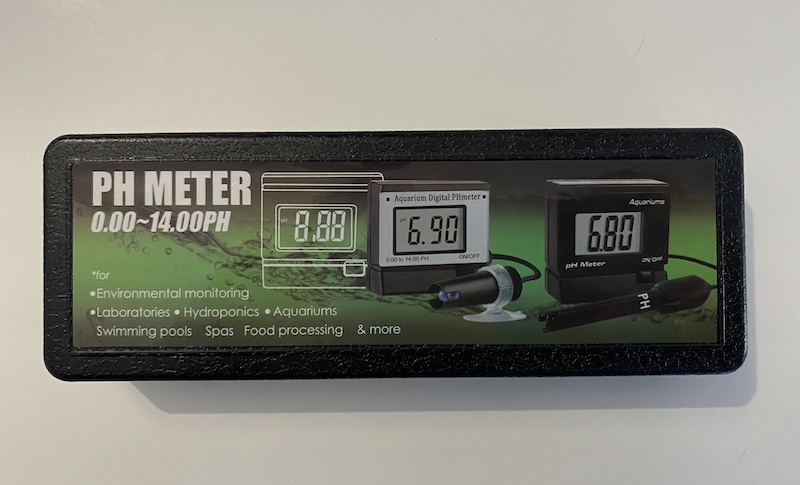 PH METER
0.00~14.00PH
*for
•Environmental monitoring
•Laboratories • Hydroponics • Aquariums
Swimming pools Spas Food processing & more
pH
8.88
• Aquarium Digital PHmeter •
pH
6.90
0.00 to 14.00 PH ON/OFF
Aquariums
6.80
pH Meter ON/OFF
PH